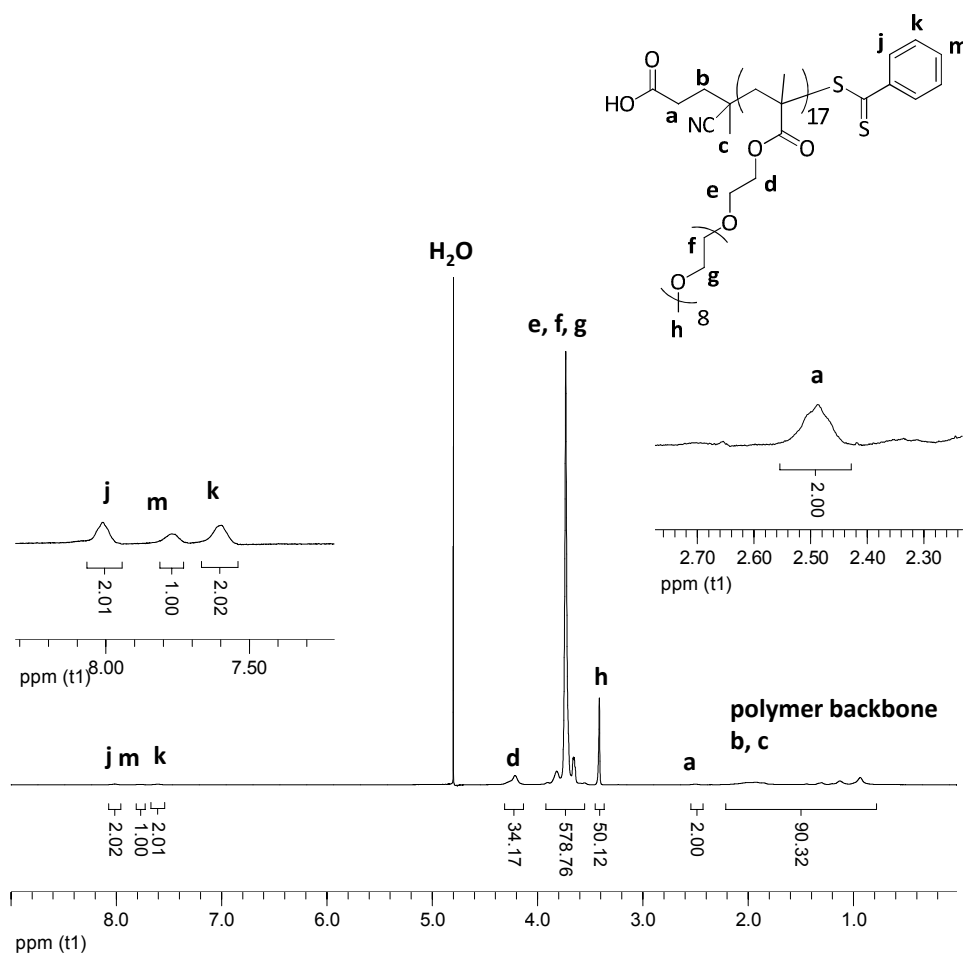 k
j
m
O
b
HO
a
NC
c
17
S
S
O
O
e
d
O
f
g
O
8
h
H2O
e, f, g
a
2.00
2.70 2.60 2.50 2.40 2.30
ppm (t1)
j
m
k
2.01
1.00
2.02
8.00 7.50
ppm (t1)
h
polymer backbone
b, c
j m k
d
a
2.02
1.00
2.01
34.17
578.76
50.12
2.00
90.32
8.0 7.0 6.0 5.0 4.0 3.0 2.0 1.0
ppm (t1)